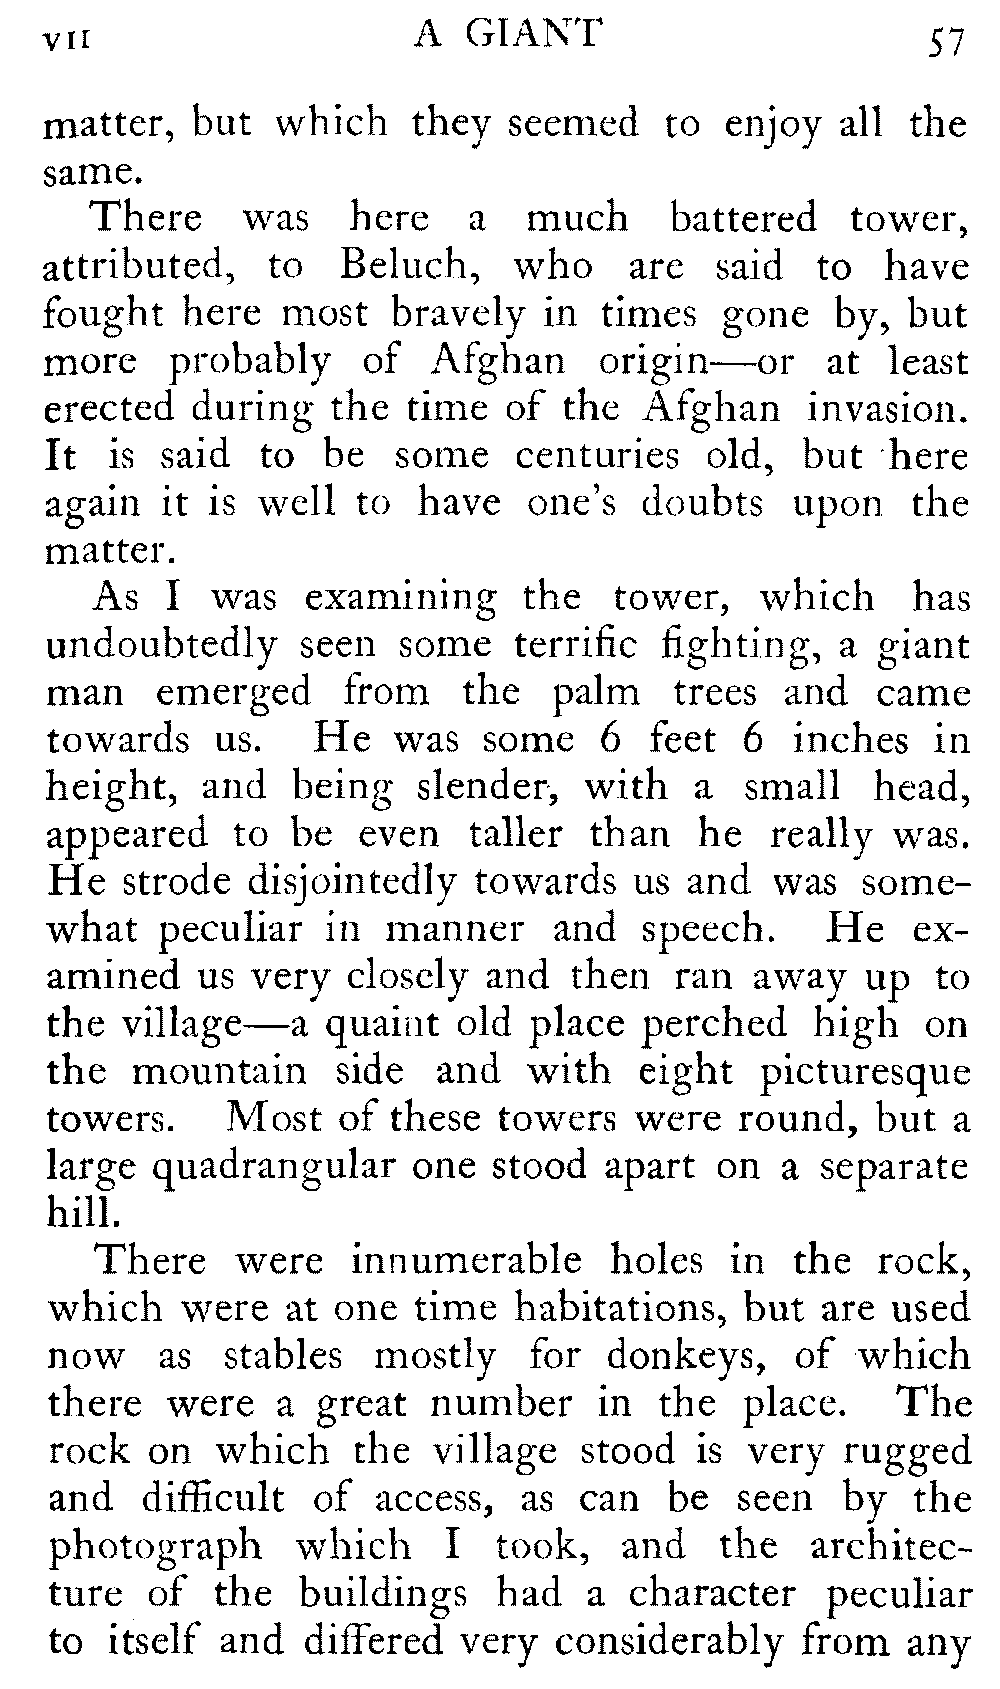 VII A GIANT 57
matter, but which they seemed to enjoy all the
same.
There was here a much battered tower,
attributed, to Beluch, who are said to have
fought here most bravely in times gone by, but
more probably of Afghan origin—or at least
erected during the time of the Afghan invasion.
It is said to be some centuries old, but here
again it is well to have one's doubts upon the
matter.
As I was examining the tower, which has
undoubtedly seen some terrific fighting, a giant
man emerged from the palm trees and came
towards us. He was some 6 feet 6 inches in
height, and being slender, with a small head,
appeared to be even taller than he really was.
He strode disjointedly towards us and was some-
what peculiar in manner and speech. He ex-
amined us very closely and then ran away up to
the village—a quaint old place perched high on
the mountain side and with eight picturesque
towers. Most of these towers were round, but a
large quadrangular one stood apart on a separate
hill.
There were innumerable holes in the rock,
which were at one time habitations, but are used
now as stables mostly for donkeys, of which
there were a great number in the place. The
rock on which the village stood is very rugged
and difficult of access, as can be seen by the
photograph which I took, and the architec-
ture of the buildings had a character peculiar
to itself and differed very considerably from any